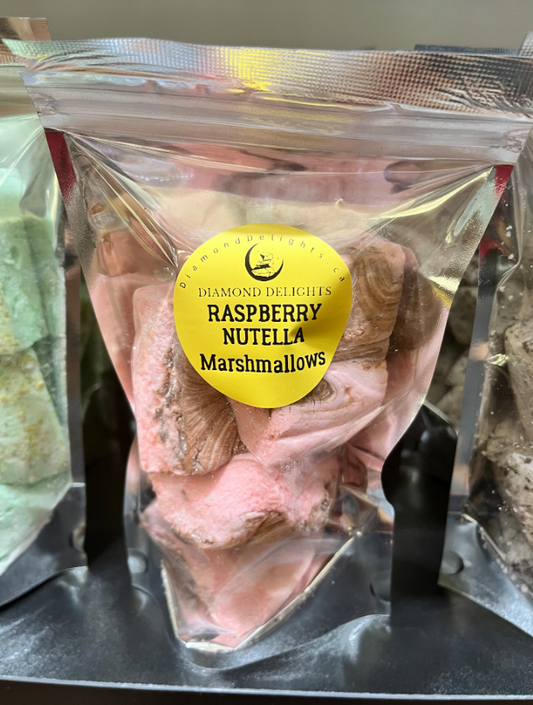 DiamondDelights.ca
DIAMOND DELIGHTS
RASPBERRY
NUTELLA
Marshmallows